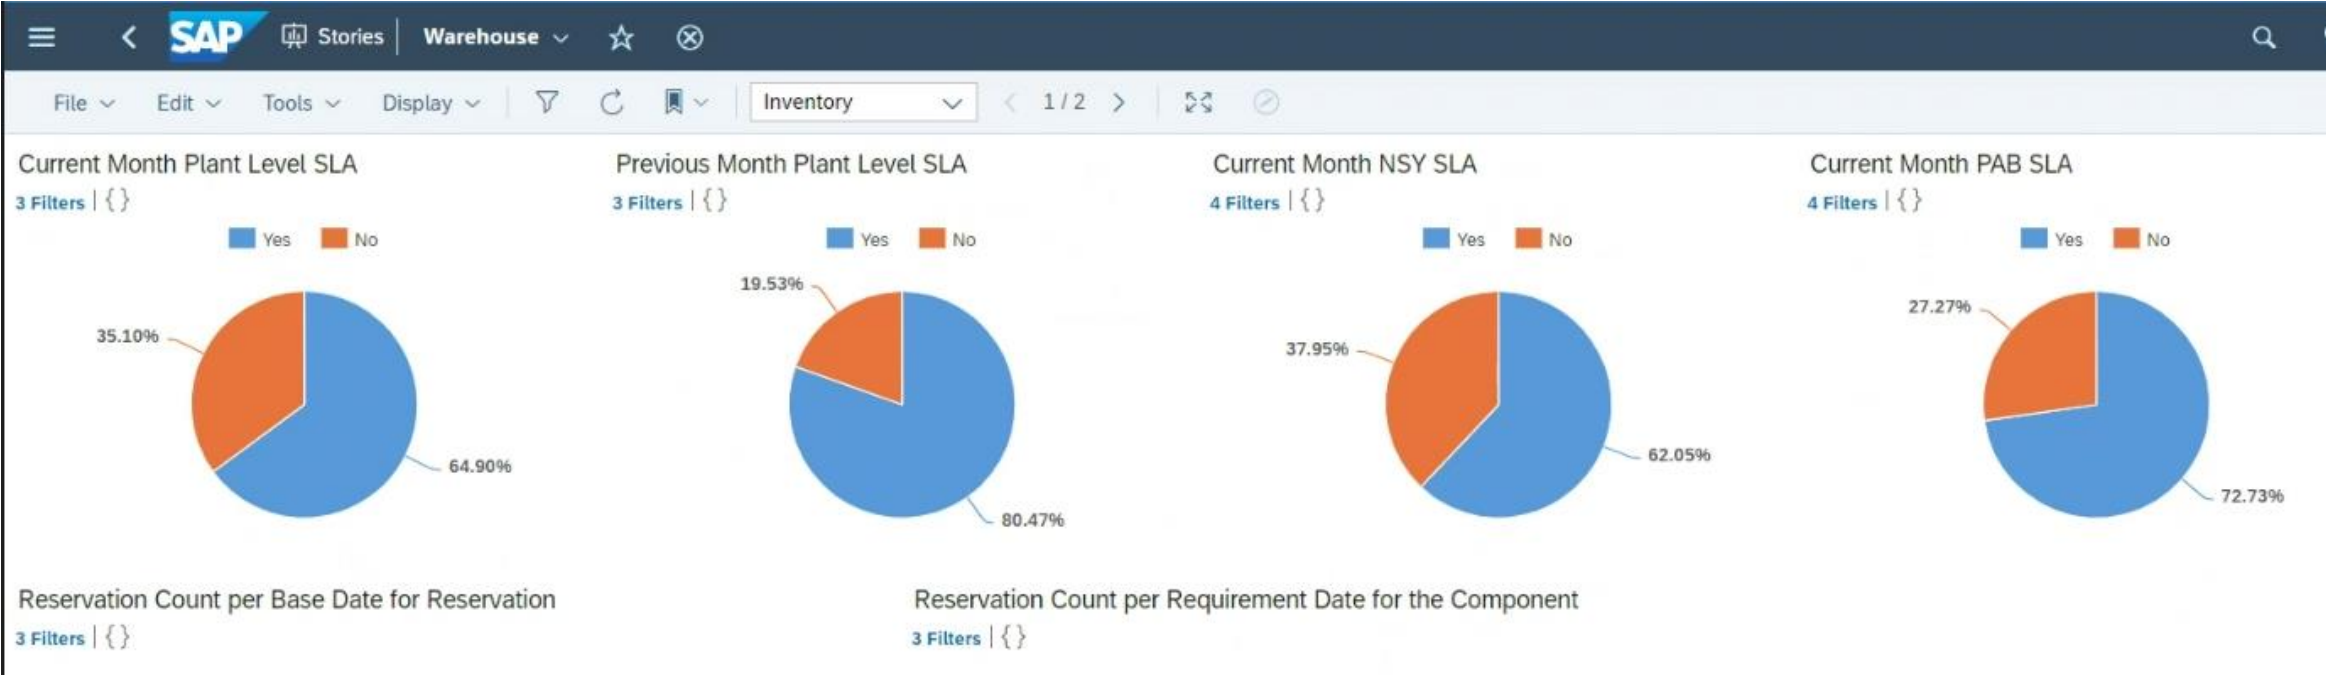 SAP Stories Warehouse
File Edit Tools Display Inventory 1 / 2
Current Month Plant Level SLA
3 Filters | { }
Yes No
35.10%
64.90%
Previous Month Plant Level SLA
3 Filters | { }
Yes No
19.53%
80.47%
Current Month NSY SLA
4 Filters | { }
Yes No
37.95%
62.05%
Current Month PAB SLA
4 Filters | { }
Yes No
27.27%
72.73%
Reservation Count per Base Date for Reservation
3 Filters | { }
Reservation Count per Requirement Date for the Component
3 Filters | { }